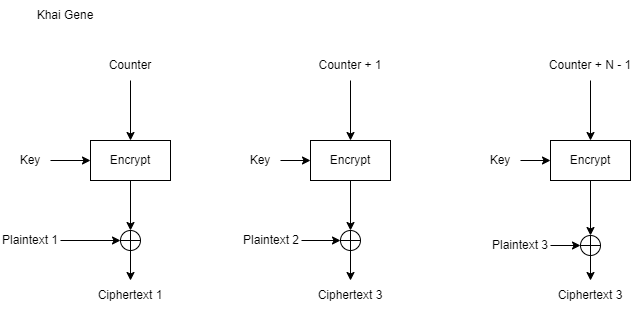 Khai Gene
Counter
Counter + 1
Counter + N - 1
Key
Encrypt
Key
Encrypt
Key
Encrypt
Plaintext 1
Plaintext 2
Plaintext 3
Ciphertext 1
Ciphertext 3
Ciphertext 3